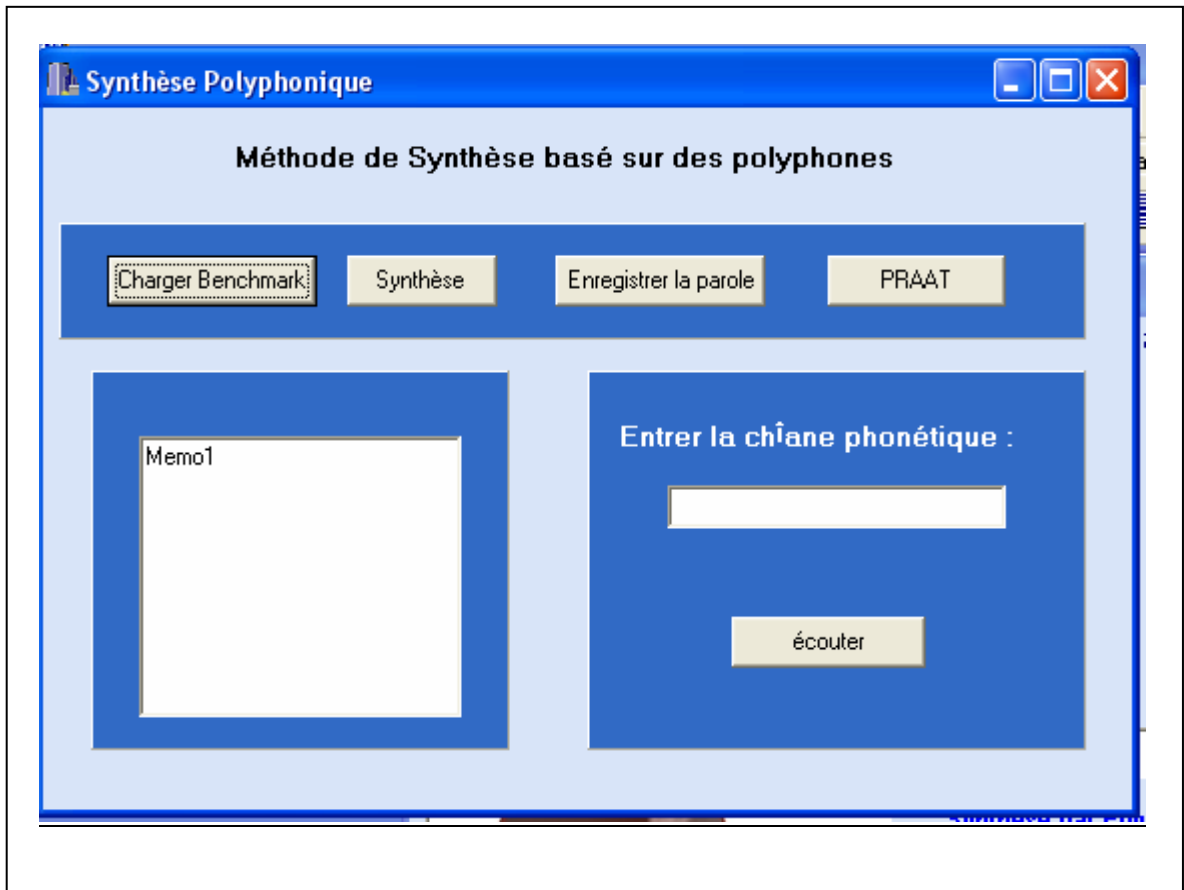 Synthèse Polyphonique
Méthode de Synthèse basé sur des polyphones
Charger Benchmark Synthèse Enregistrer la parole PRAAT
Memo1
Entrer la chîane phonétique :
écouter